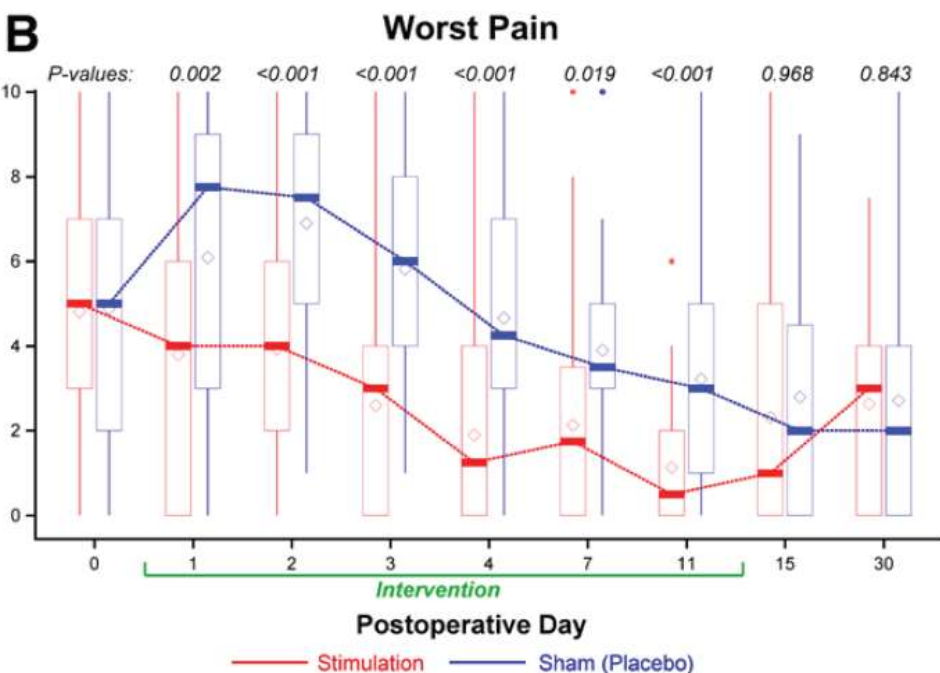 B
Worst Pain
P-values: 0.002 <0.001 <0.001 <0.001 0.019 <0.001 0.968 0.843
10
8
6
4
2
0
0 1 2 3 4 7 11 15 30
Intervention
Postoperative Day
Stimulation Sham (Placebo)